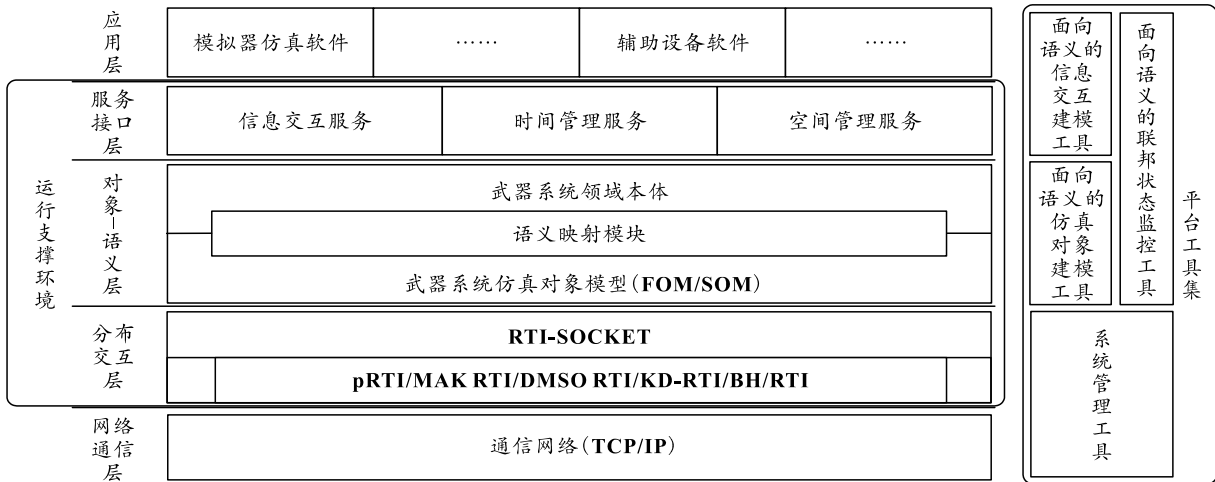 应用层
模拟器仿真软件
……
辅助设备软件
……
运行支撑环境
服务
接口
层
信息交互服务
时间管理服务
空间管理服务
对象-语义层
武器系统领域本体
语义映射模块
武器系统仿真对象模型(FOM/SOM)
分布
交互
层
RTI-SOCKET
pRTI/MAK RTI/DMSO RTI/KD-RTI/BH/RTI
网络
通信
层
通信网络(TCP/IP)
面向
语义的
信息
交互
建模
工具
面向
语义的
仿真
对象
建模
工具
面向语义的联邦状态监控工具
系统管理工具
平台工具集